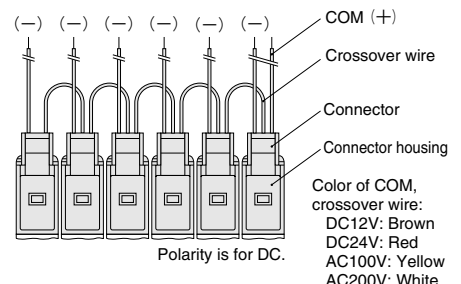 (—) (—) (—) (—) (—) (—)
COM (+)
Crossover wire
Connector
Connector housing
Color of COM,
crossover wire:
DC12V: Brown
DC24V: Red
AC100V: Yellow
AC200V: White
Polarity is for DC.